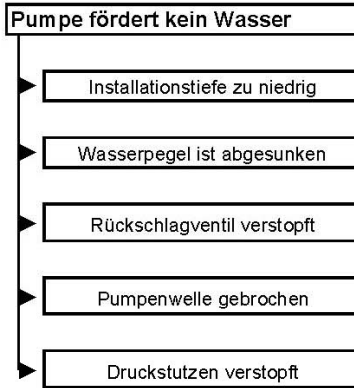 Pumpe fördert kein Wasser
Installationstiefe zu niedrig
Wasserpegel ist abgesunken
Rückschlagventil verstopft
Pumpenwelle gebrochen
Druckstutzen verstopft